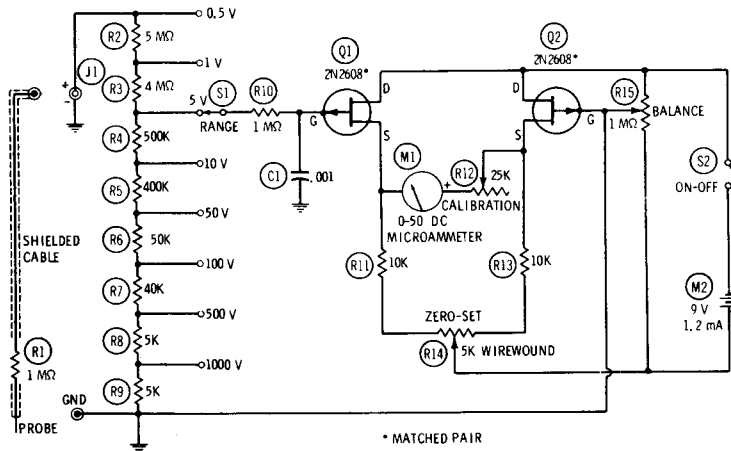 0.5 V
R2
5 MΩ
J1
+
-
1 V
R3
4 MΩ
5 V
S1
RANGE
R10
1 MΩ
R4
500K
10 V
R5
400K
50 V
R6
50K
100 V
R7
40K
500 V
R8
5K
1000 V
R9
5K
SHIELDED
CABLE
R1
1 MΩ
PROBE
GND
C1
.001
Q1
2N2608*
D
G
S
Q2
2N2608*
D
G
S
M1
+
0-50 DC
MICROAMMETER
R12
25K
CALIBRATION
R11
10K
R13
10K
ZERO-SET
R14
5K WIREWOUND
R15
1 MΩ
BALANCE
S2
ON-OFF
M2
9 V
1.2 mA
* MATCHED PAIR